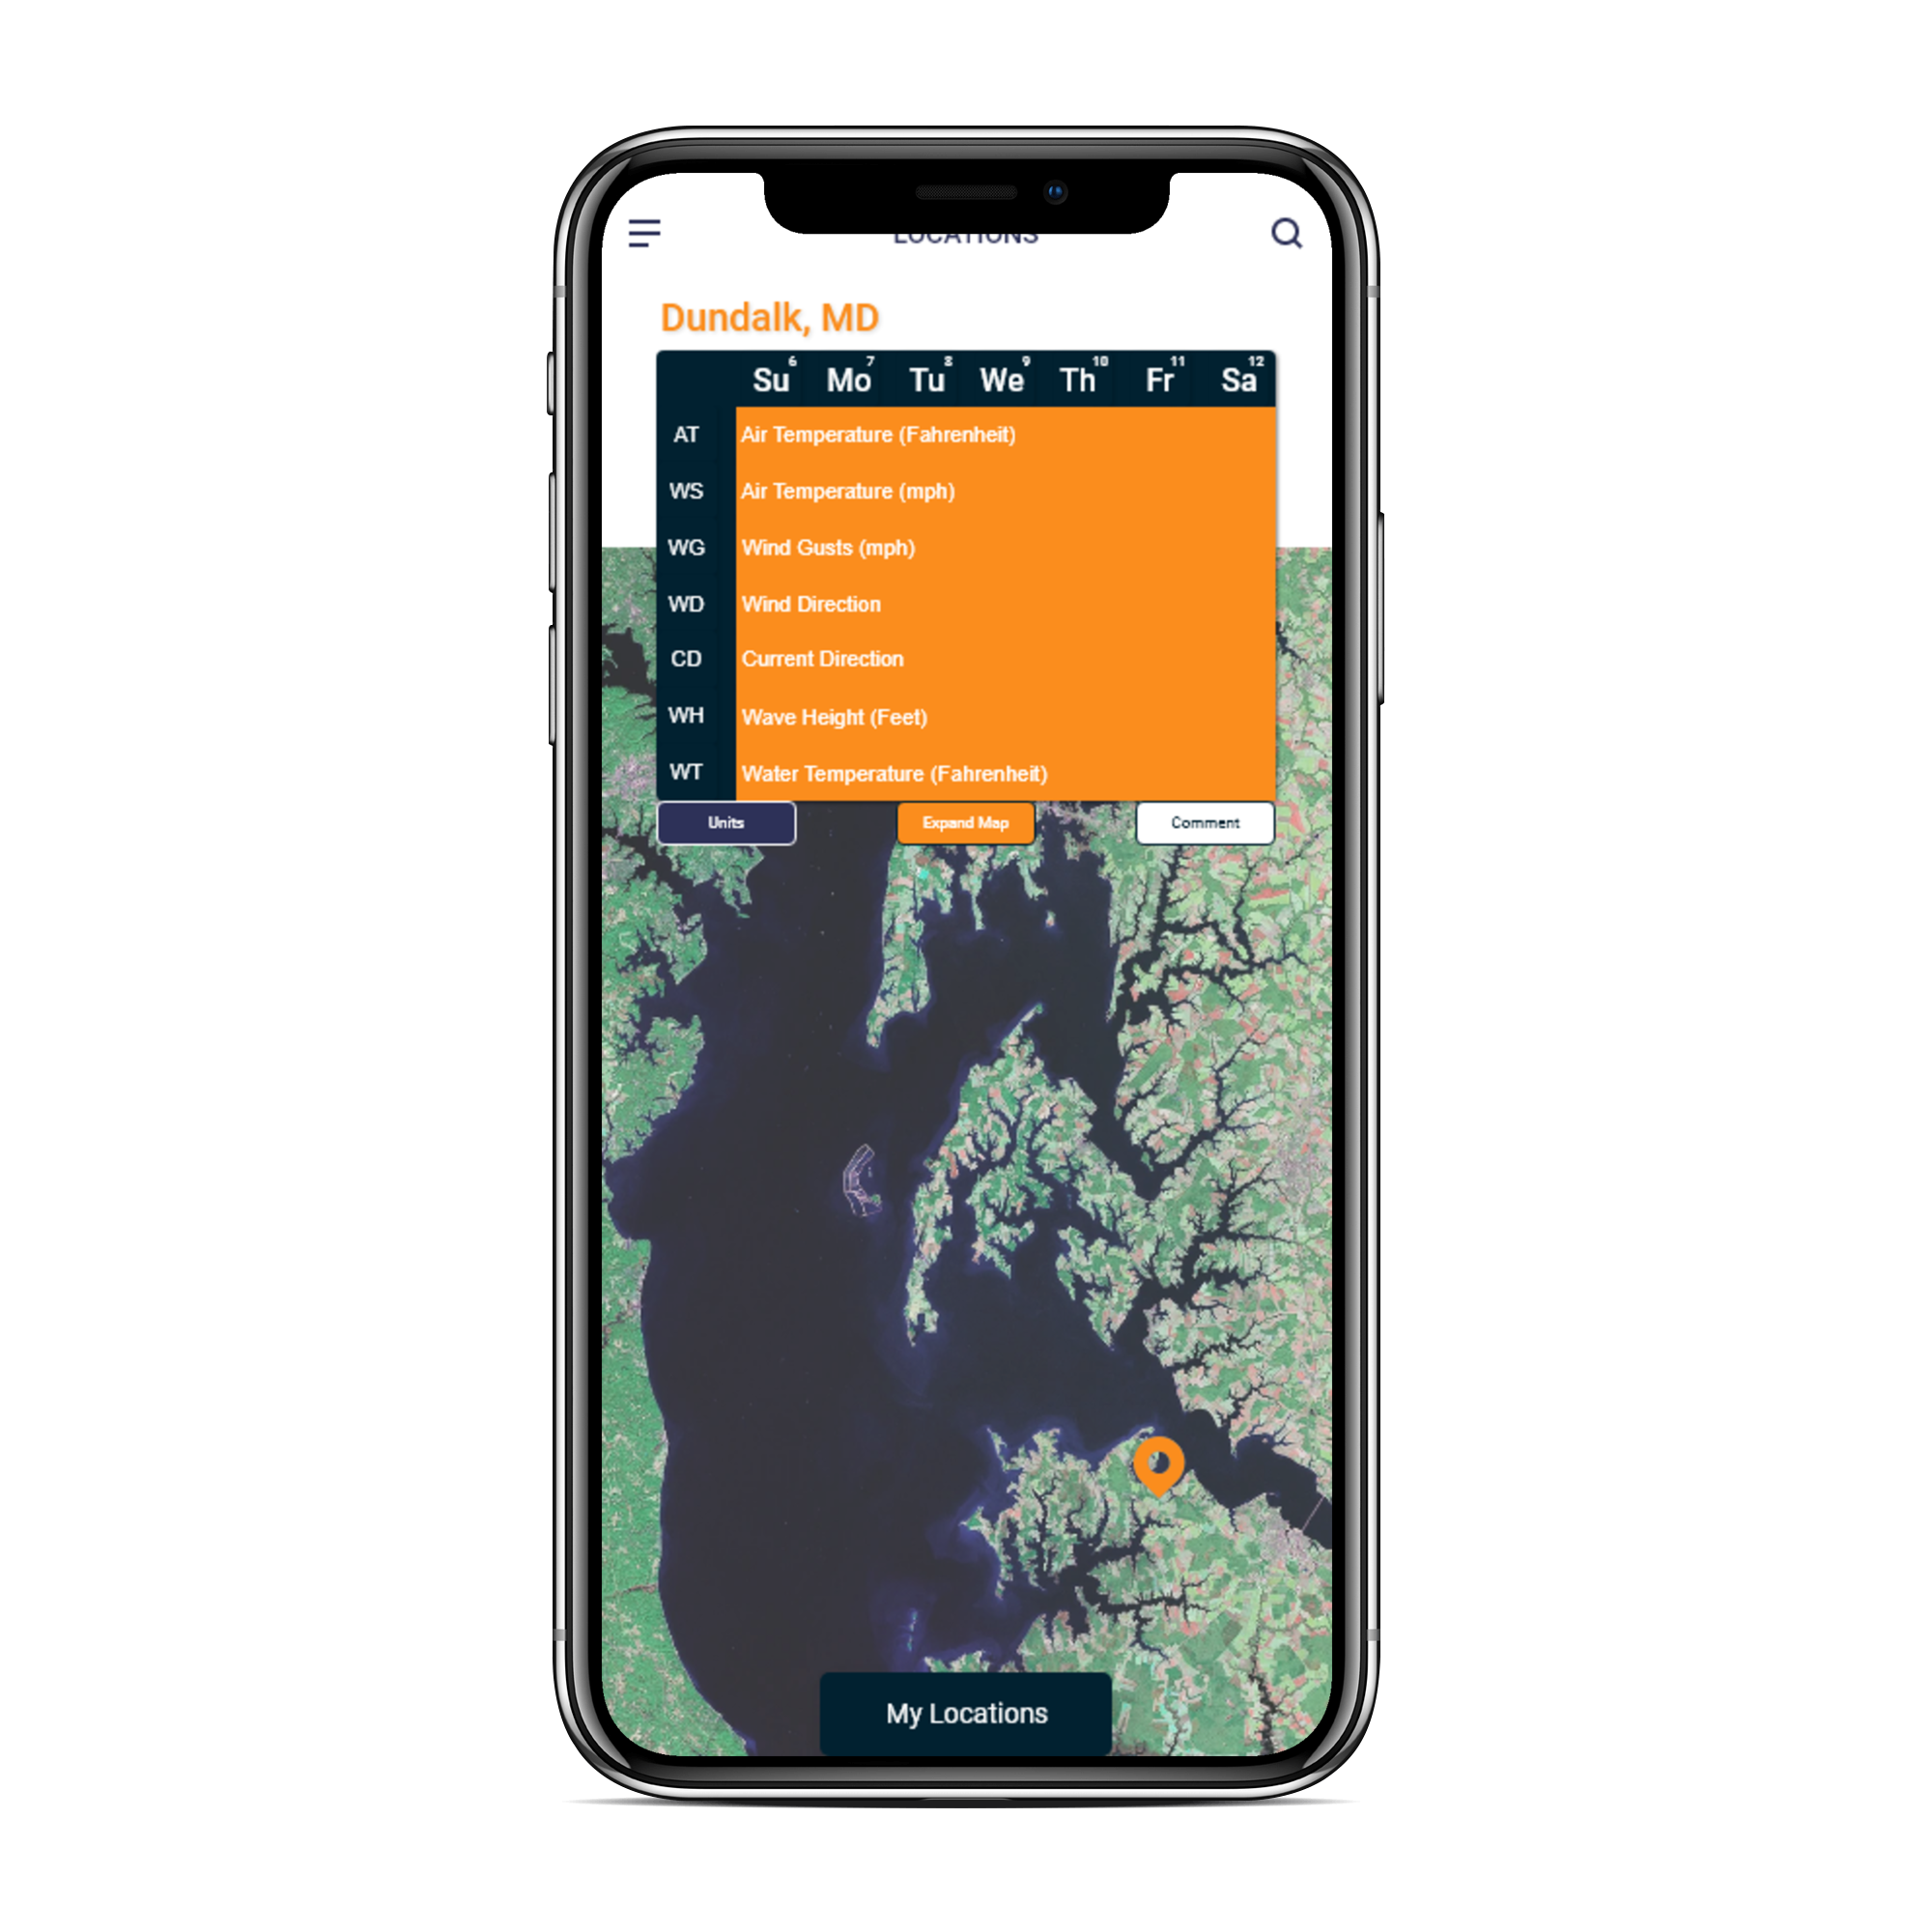 LOCATIONS
Dundalk, MD
Su 6 Mo 7 Tu 8 We 9 Th 10 Fr 11 Sa 12
AT Air Temperature (Fahrenheit)
WS Air Temperature (mph)
WG Wind Gusts (mph)
WD Wind Direction
CD Current Direction
WH Wave Height (Feet)
WT Water Temperature (Fahrenheit)
Units Expand Map Comment
My Locations